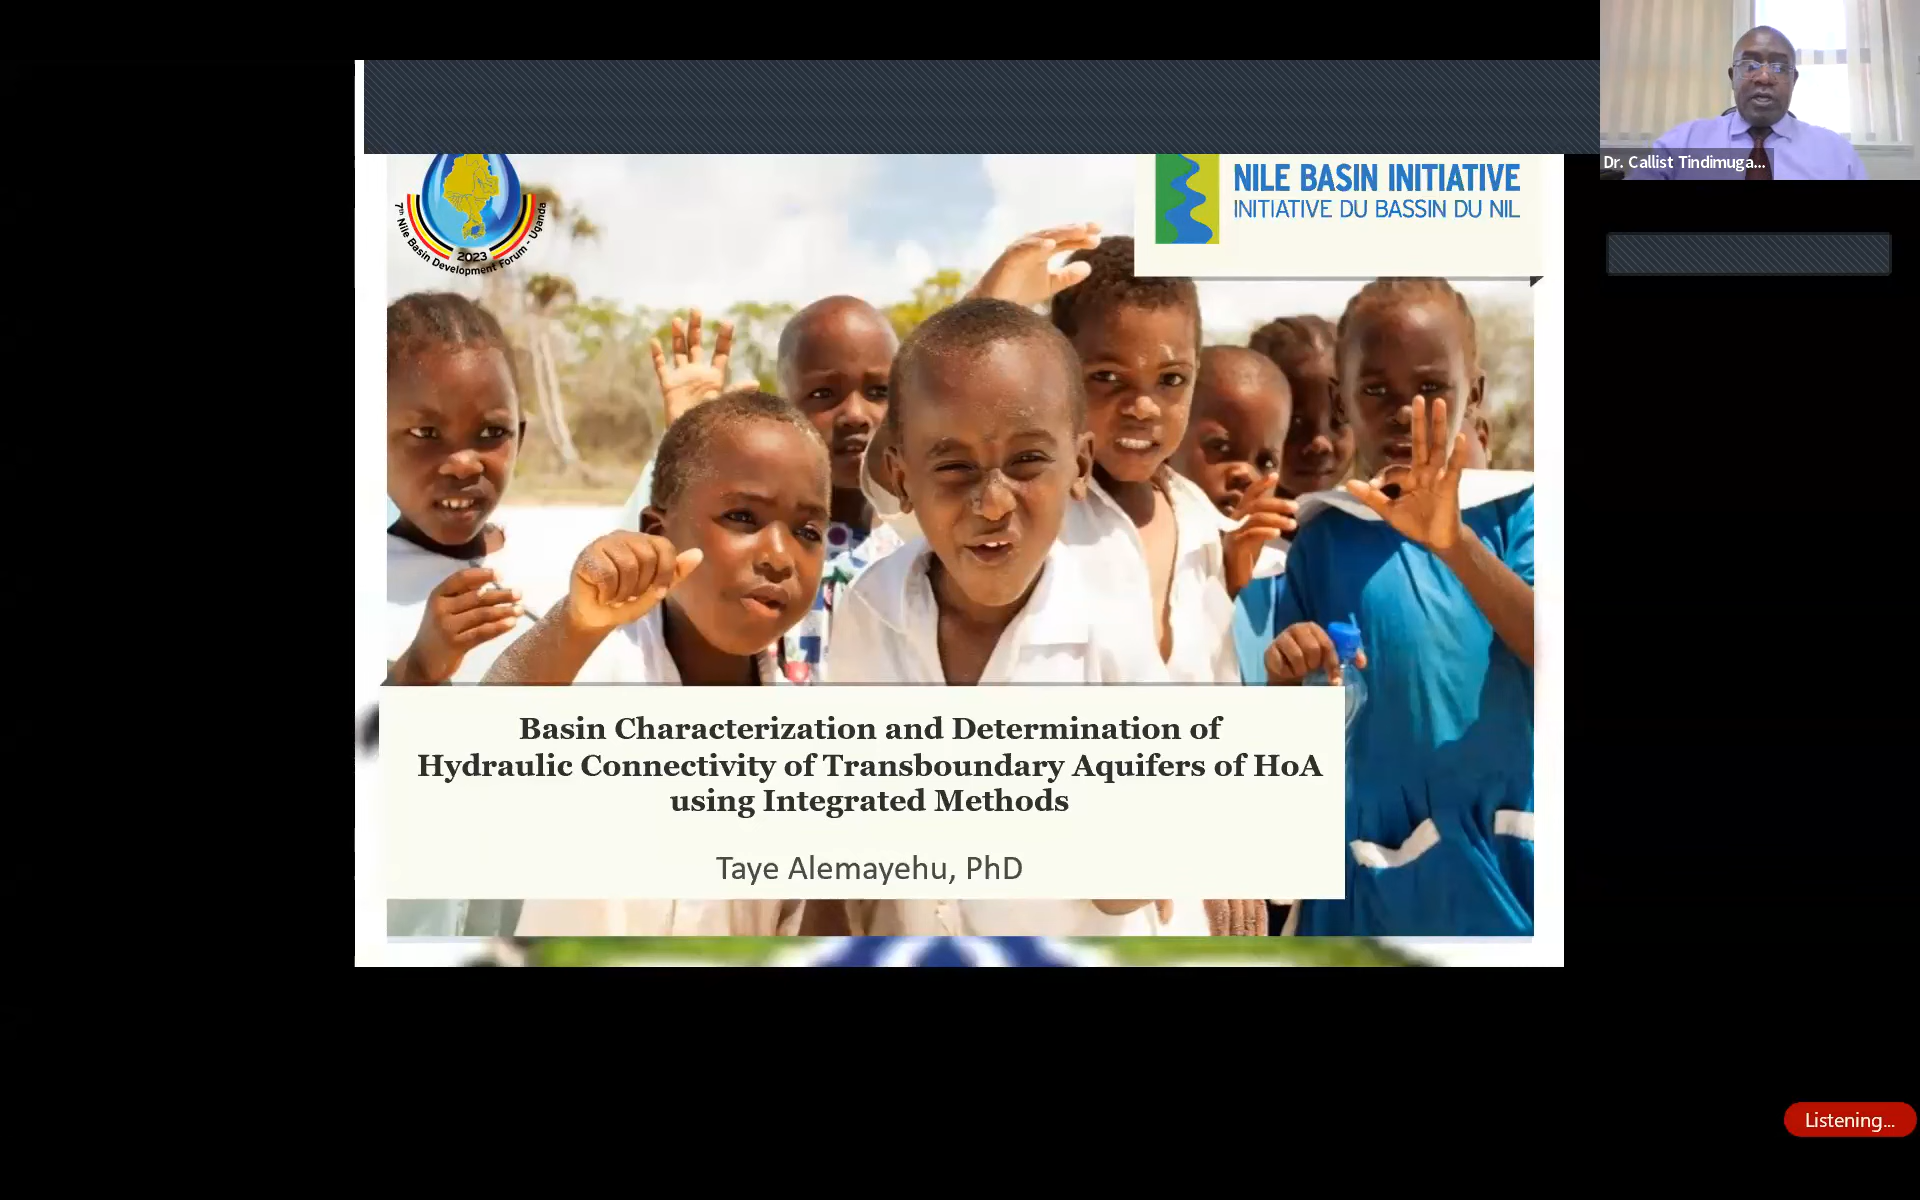 7th Nile Basin Development Forum - Uganda
2023
NILE BASIN INITIATIVE
INITIATIVE DU BASSIN DU NIL
Dr. Callist Tindimuga...
Basin Characterization and Determination of
Hydraulic Connectivity of Transboundary Aquifers of HoA
using Integrated Methods
Taye Alemayehu, PhD
Listening...